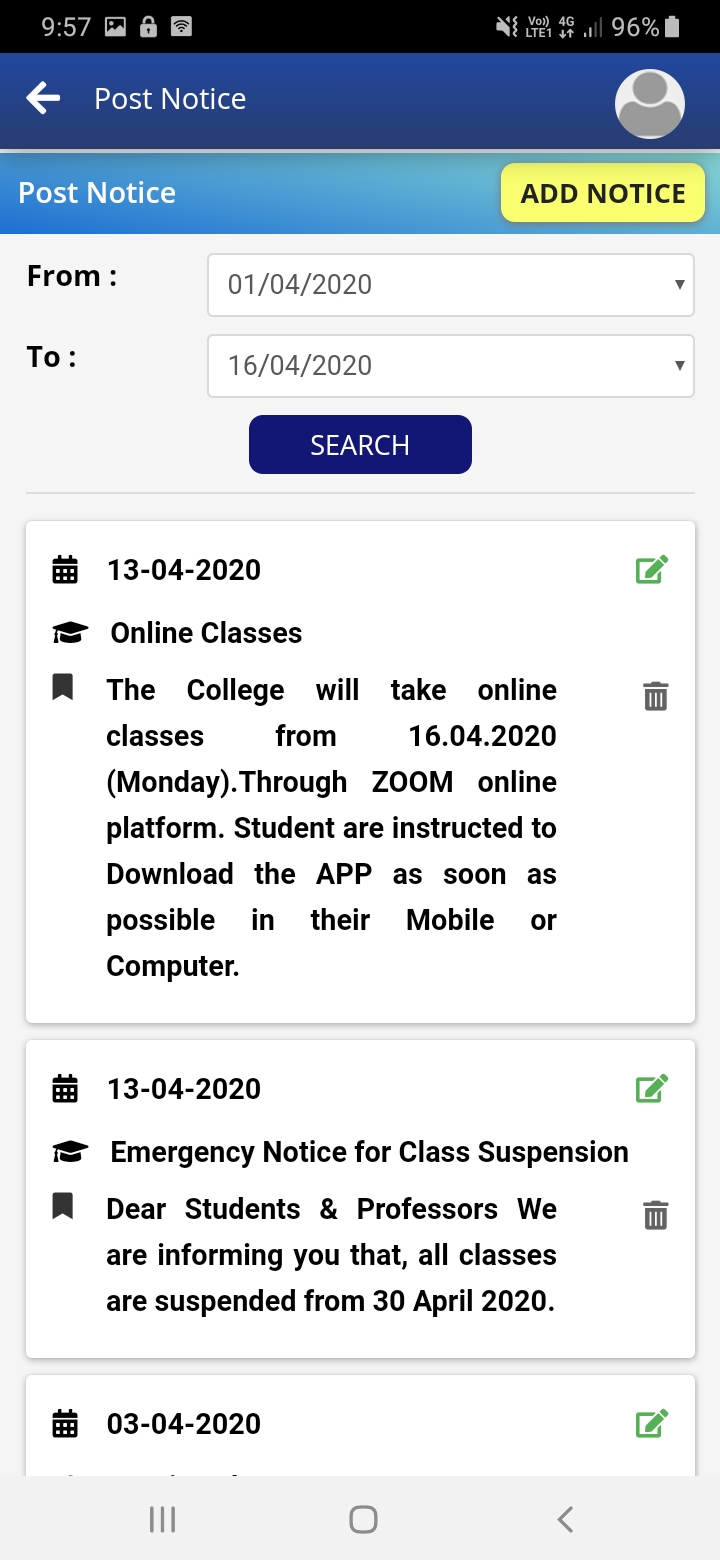 9:57 Vo)) LTE1 4G 96%
Post Notice
Post Notice ADD NOTICE
From : 01/04/2020
To : 16/04/2020
SEARCH
13-04-2020
Online Classes
The College will take online
classes from 16.04.2020
(Monday).Through ZOOM online
platform. Student are instructed to
Download the APP as soon as
possible in their Mobile or
Computer.
13-04-2020
Emergency Notice for Class Suspension
Dear Students & Professors We
are informing you that, all classes
are suspended from 30 April 2020.
03-04-2020